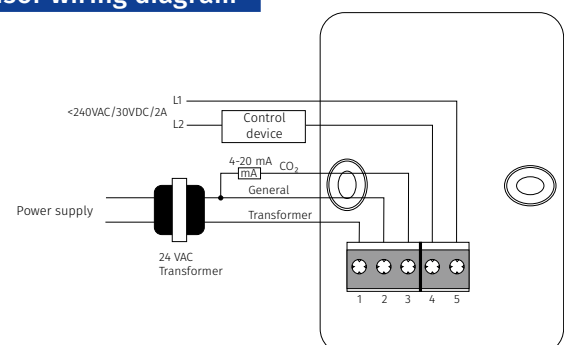 wiring diagram
L1
<240VAC/30VDC/2A
L2
Control
device
4-20 mA
CO₂
mA
General
Power supply
Transformer
24 VAC
Transformer
1 2 3 4 5